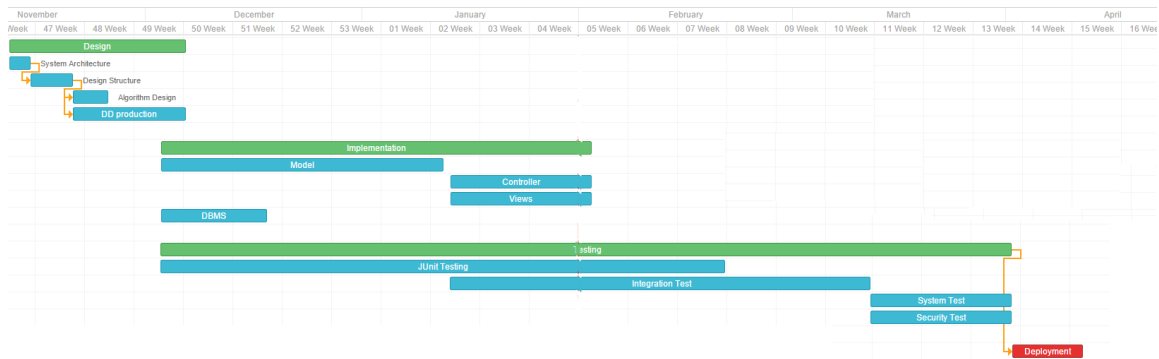 November December January February March April
Week 47 Week 48 Week 49 Week 50 Week 51 Week 52 Week 53 Week 01 Week 02 Week 03 Week 04 Week 05 Week 06 Week 07 Week 08 Week 09 Week 10 Week 11 Week 12 Week 13 Week 14 Week 15 Week 16 Week
Design
System Architecture
Design Structure
Algorithm Design
DD production
Implementation
Model
Controller
Views
DBMS
Testing
JUnit Testing
Integration Test
System Test
Security Test
Deployment